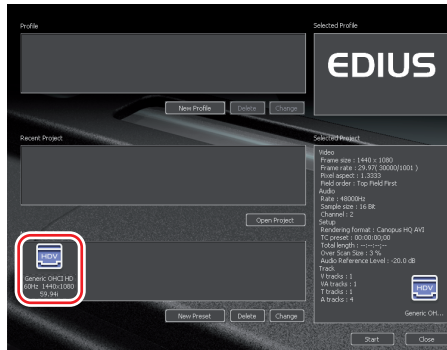 Profile
Selected Profile
EDIUS
New Profile
Delete
Change
Recent Project
Selected Project
Video
Frame size : 1440 x 1080
Frame rate : 29.97( 30000/1001 )
Pixel aspect : 1.3333
Field order : Top Field First
Audio
Rate : 48000Hz
Sample size : 16 Bit
Channel : 2
Setup
Rendering format : Canopus HQ AVI
TC preset : 00:00:00;00
Total length : --:--:--;--
Over Scan Size : 3 %
Audio Reference Level : -20.0 dB
Track
V tracks : 1
VA tracks : 1
T tracks : 1
A tracks : 4
HDV
Generic OH...
Open Project
HDV
Generic OHCI HD
60Hz 1440x1080
59.94i
New Preset
Delete
Change
Start
Close